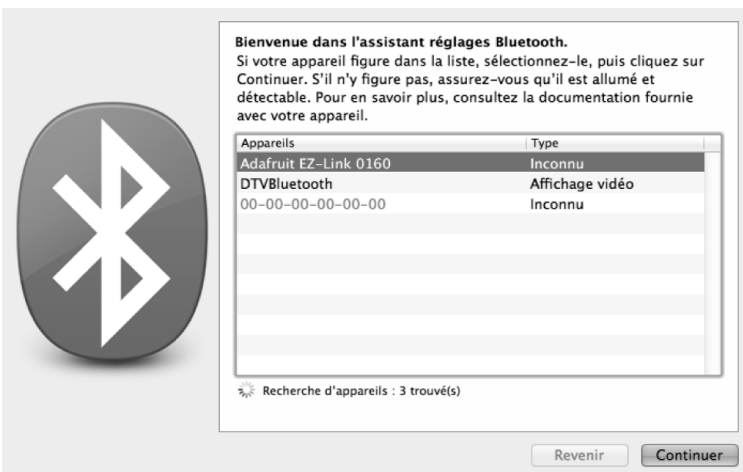 Bienvenue dans l'assistant réglages Bluetooth.
Si votre appareil figure dans la liste, sélectionnez-le, puis cliquez sur
Continuer. S'il n'y figure pas, assurez-vous qu'il est allumé et
détectable. Pour en savoir plus, consultez la documentation fournie
avec votre appareil.
Appareils Type
Adafruit EZ-Link 0160 Inconnu
DTVBluetooth Affichage vidéo
00-00-00-00-00-00 Inconnu
Recherche d'appareils : 3 trouvé(s)
Revenir Continuer